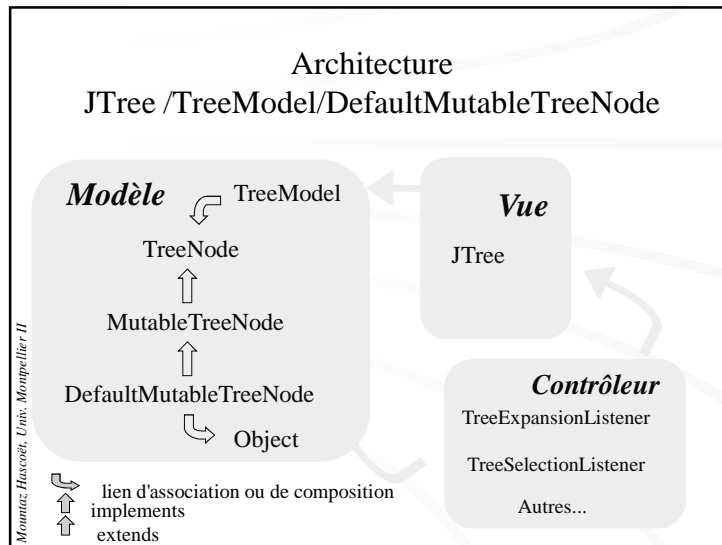 Architecture
JTree /TreeModel/DefaultMutableTreeNode
Modèle
TreeModel
TreeNode
MutableTreeNode
DefaultMutableTreeNode
Object
Vue
JTree
Contrôleur
TreeExpansionListener
TreeSelectionListener
Autres...
lien d'association ou de composition
implements
extends
Mountaz Hascoët, Univ. Montpellier II